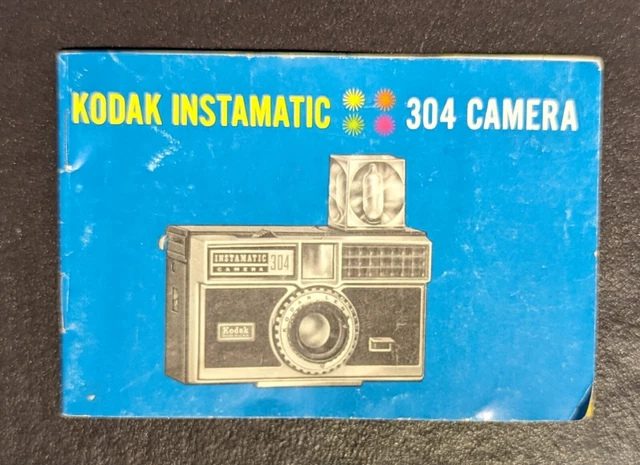 KODAK INSTAMATIC 304 CAMERA
INSTAMATIC 304
CAMERA
Kodak